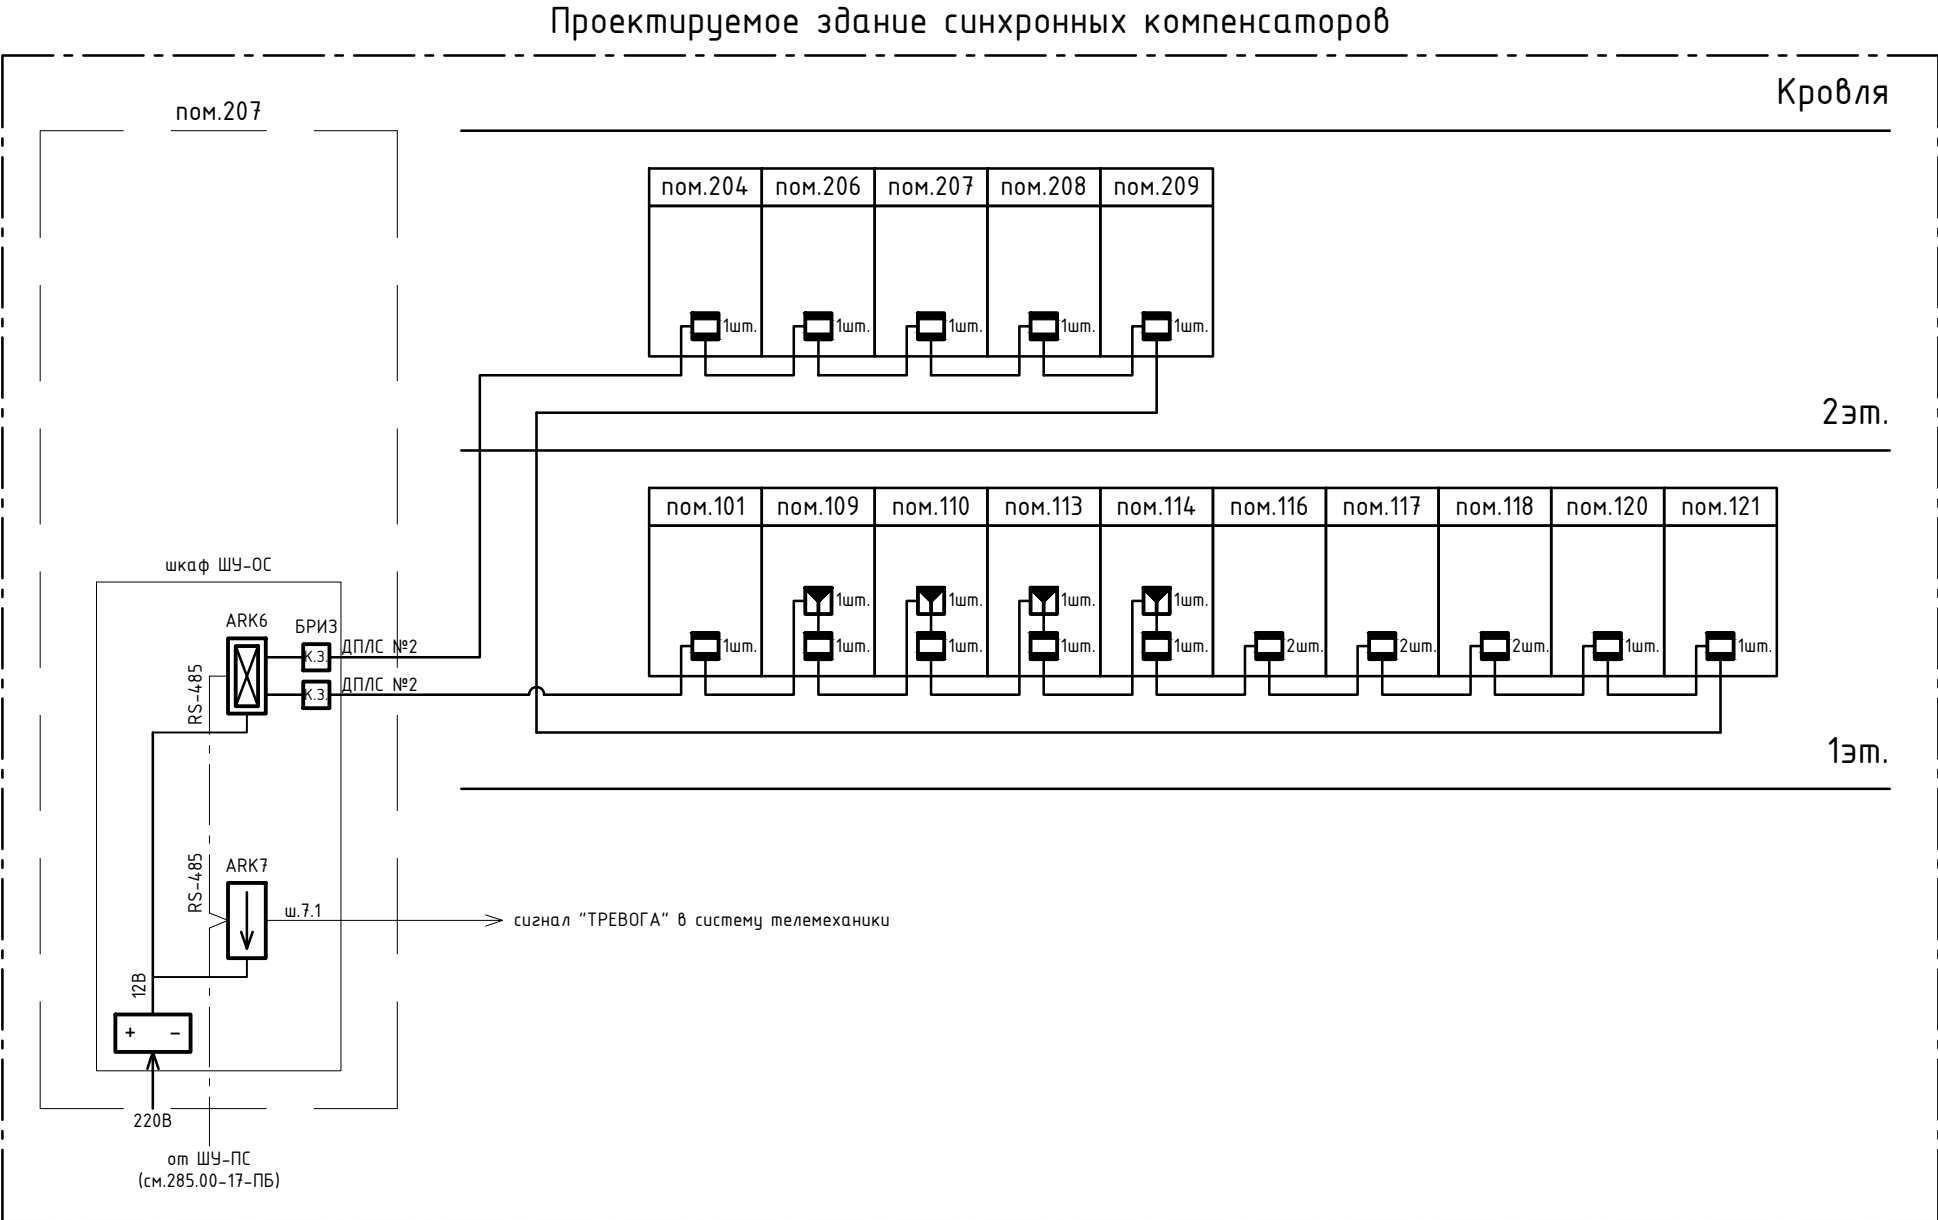 Проектируемое здание синхронных компенсаторов
Кровля
пом.207
пом.204 пом.206 пом.207 пом.208 пом.209
1шт. 1шт. 1шт. 1шт. 1шт.
2эт.
пом.101 пом.109 пом.110 пом.113 пом.114 пом.116 пом.117 пом.118 пом.120 пом.121
1шт. 1шт. 1шт. 1шт.
1шт. 1шт. 1шт. 1шт. 1шт. 2шт. 2шт. 2шт. 1шт. 1шт.
1эт.
шкаф ШУ-ОС
ARK6
БРИЗ
К.З.
ДПЛС №2
К.З.
ДПЛС №2
RS-485
RS-485
ARK7
ш.7.1
сигнал "ТРЕВОГА" в систему телемеханики
12В
+ -
220В
от ШУ-ПС
(см.285.00-17-ПБ)